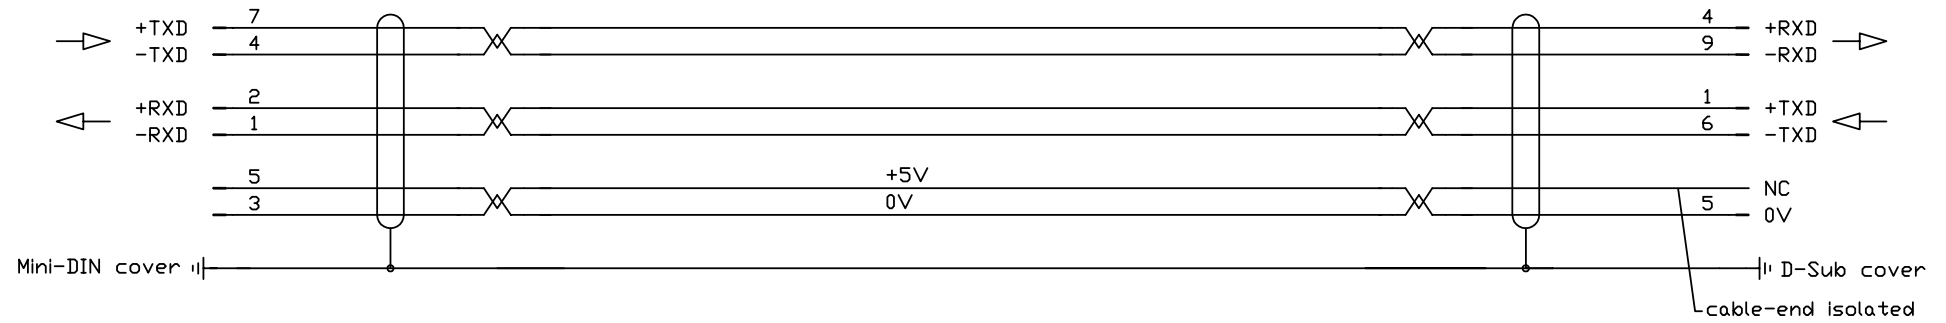 +TXD 7 4 +RXD
-TXD 4 9 -RXD
+RXD 2 1 +TXD
-RXD 1 6 -TXD
5 +5V NC
3 0V 5 0V
Mini-DIN cover D-Sub cover
cable-end isolated